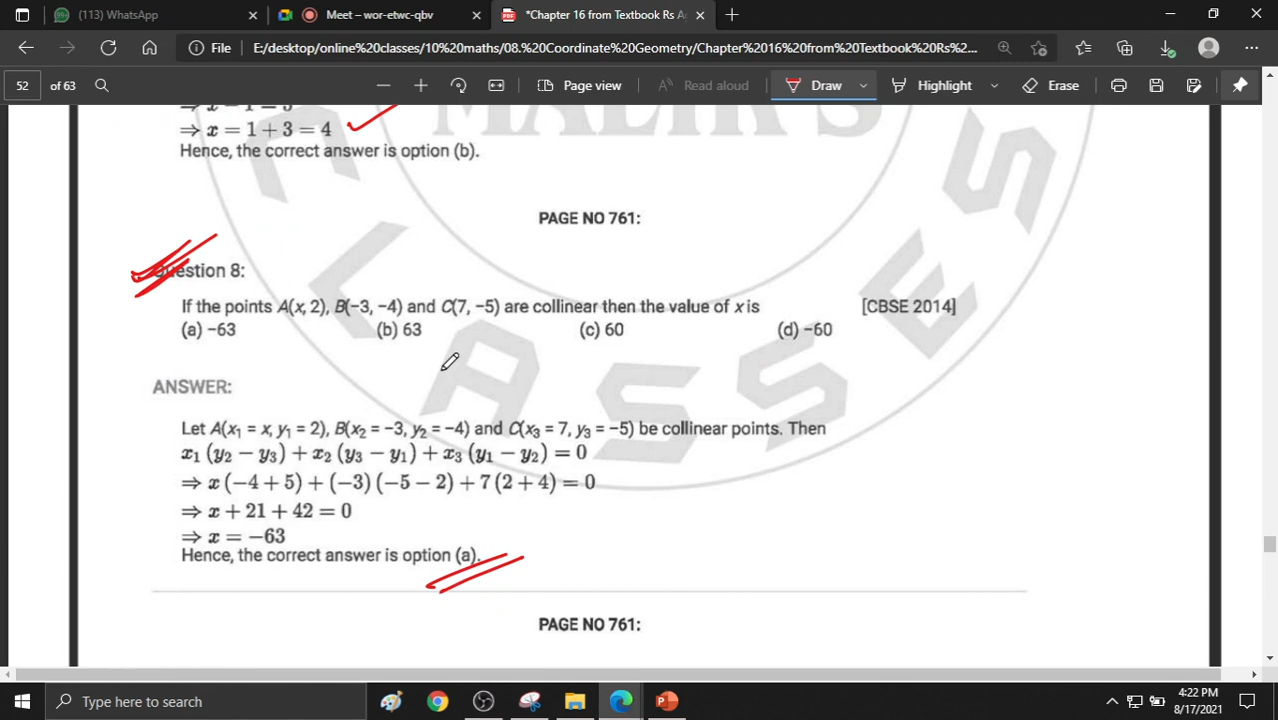 (113) WhatsApp
Meet – wor-etwc-qbv
*Chapter 16 from Textbook Rs Ag
File E:/desktop/online%20classes/10%20maths/08.%20Coordinate%20Geometry/Chapter%2016%20from%20Textbook%20Rs%2...
52 of 63 Page view Read aloud Draw Highlight Erase
MALIK'S
CLASSES
⇒ x = 1 + 3 = 4
Hence, the correct answer is option (b).
PAGE NO 761:
Question 8:
If the points A(x, 2), B(−3, −4) and C(7, −5) are collinear then the value of x is [CBSE 2014]
(a) −63 (b) 63 (c) 60 (d) −60
ANSWER:
Let A(x₁ = x, y₁ = 2), B(x₂ = −3, y₂ = −4) and C(x₃ = 7, y₃ = −5) be collinear points. Then
x₁ (y₂ − y₃) + x₂ (y₃ − y₁) + x₃ (y₁ − y₂) = 0
⇒ x (−4 + 5) + (−3) (−5 − 2) + 7 (2 + 4) = 0
⇒ x + 21 + 42 = 0
⇒ x = −63
Hence, the correct answer is option (a).
PAGE NO 761:
Type here to search
4:22 PM
8/17/2021